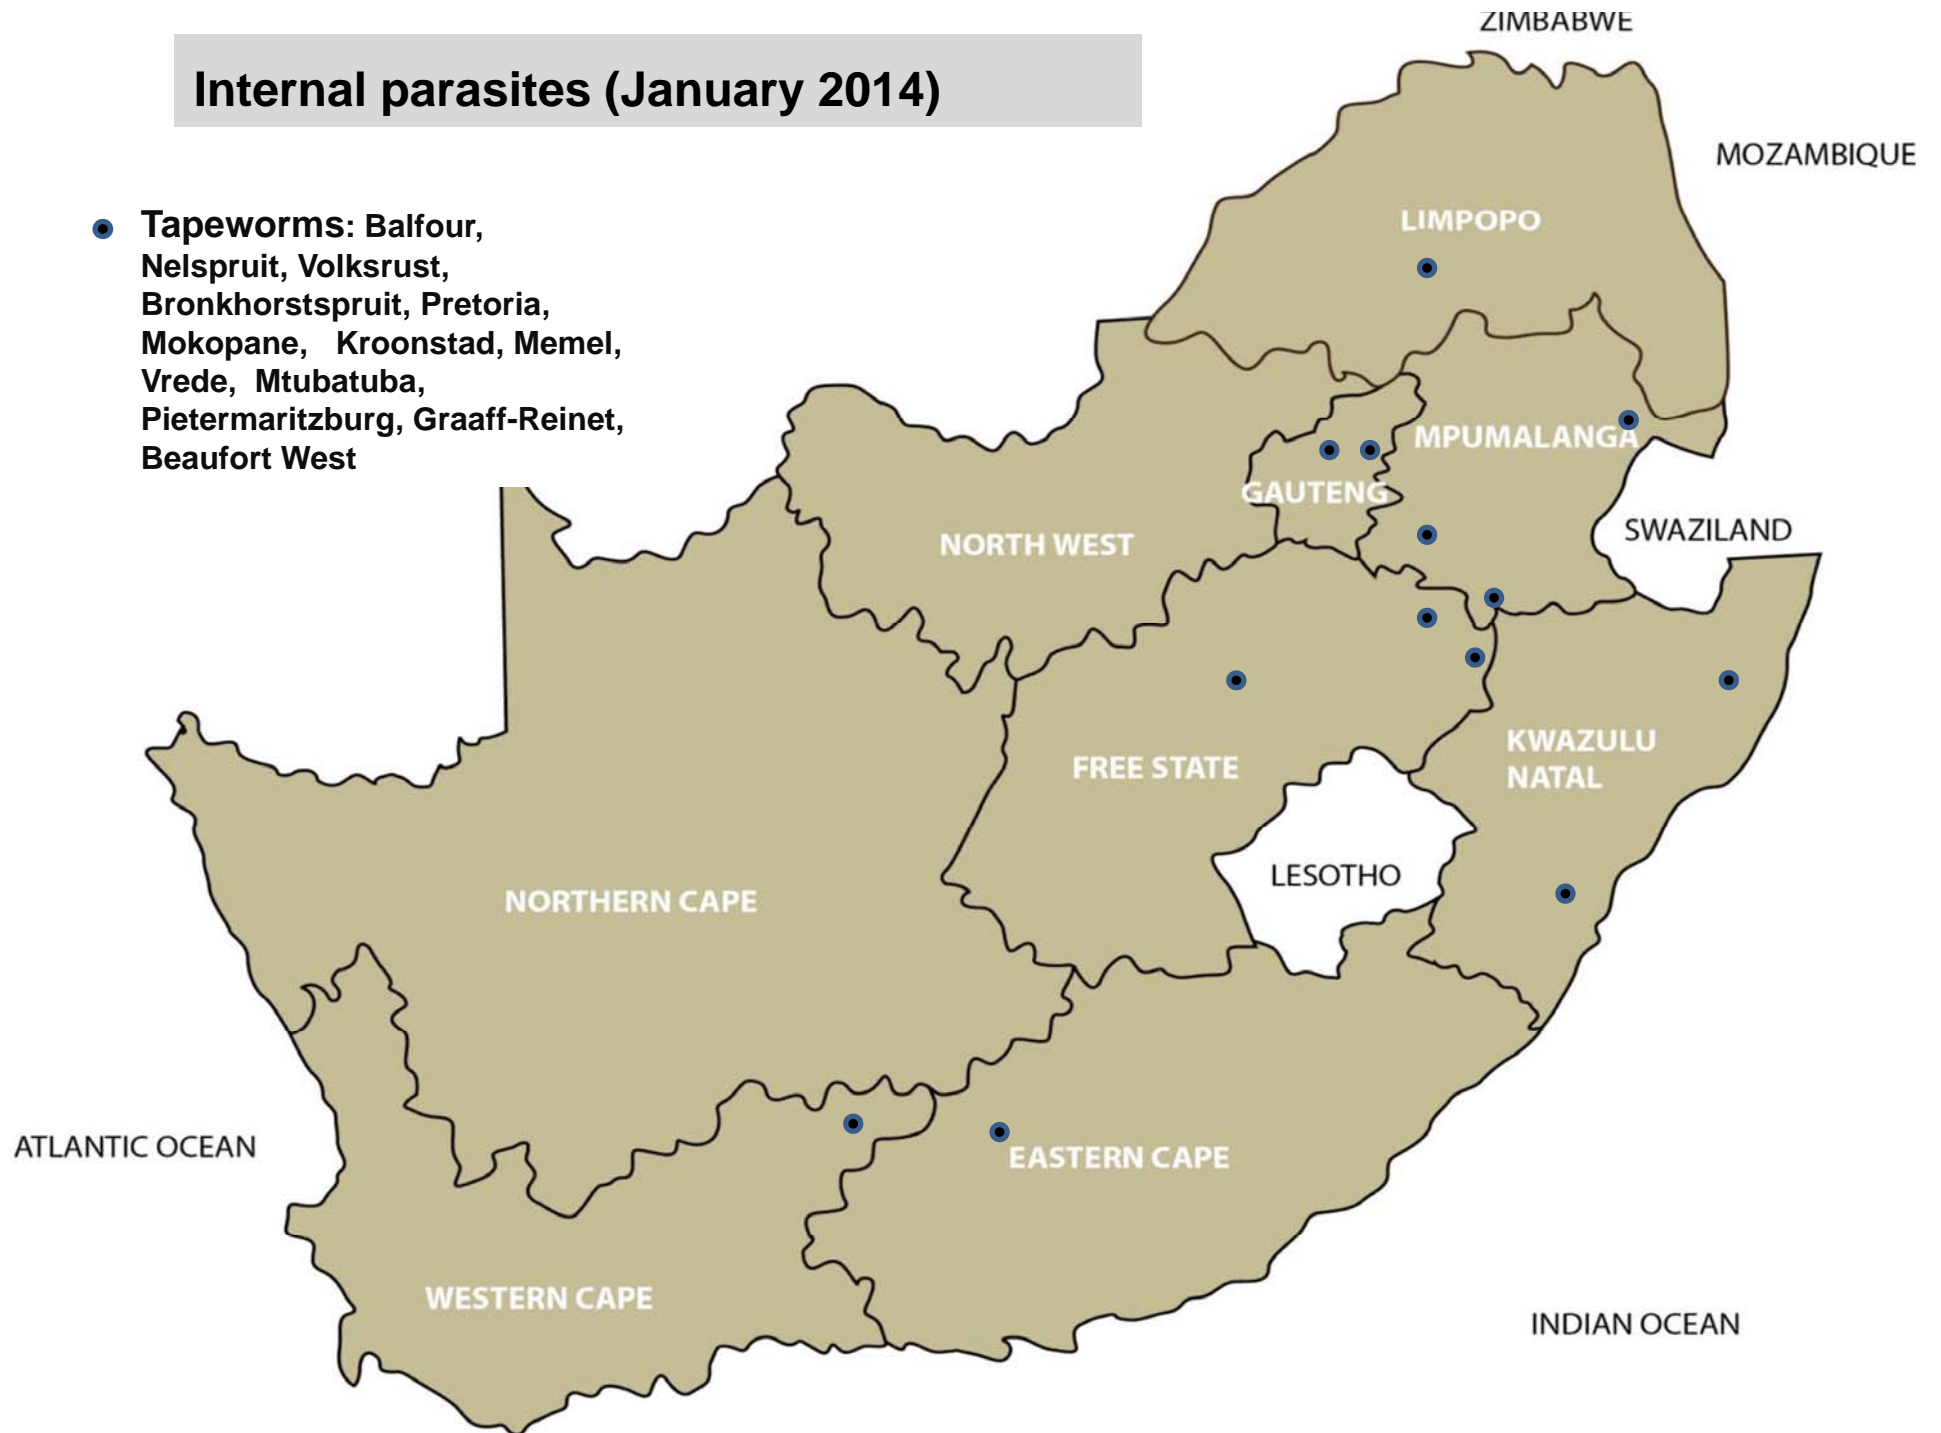 Internal parasites (January 2014)
Tapeworms: Balfour,
Nelspruit, Volksrust,
Bronkhorstspruit, Pretoria,
Mokopane, Kroonstad, Memel,
Vrede, Mtubatuba,
Pietermaritzburg, Graaff-Reinet,
Beaufort West
ZIMBABWE
MOZAMBIQUE
LIMPOPO
MPUMALANGA
GAUTENG
SWAZILAND
NORTH WEST
KWAZULU
NATAL
FREE STATE
LESOTHO
NORTHERN CAPE
ATLANTIC OCEAN
EASTERN CAPE
WESTERN CAPE
INDIAN OCEAN